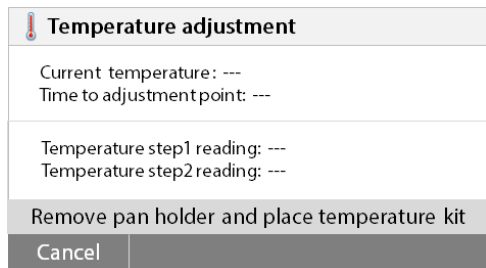 Temperature adjustment
Current temperature: ---
Time to adjustment point: ---
Temperature step1 reading: ---
Temperature step2 reading: ---
Remove pan holder and place temperature kit
Cancel